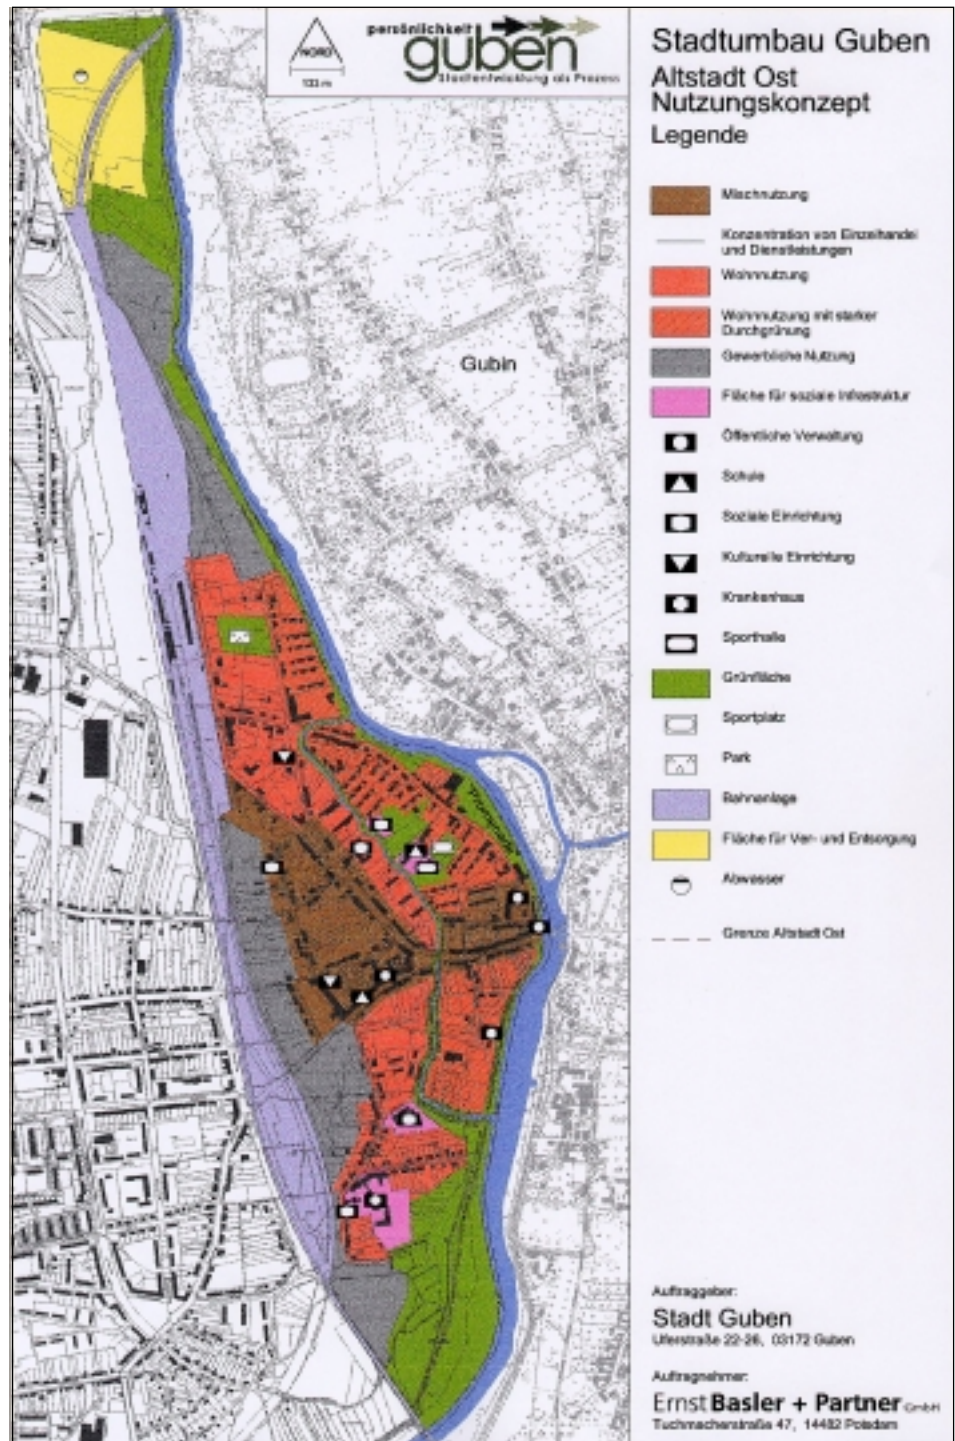 NORD
133 m
persönlichkeit
guben
Stadtentwicklung als Prozess
Stadtumbau Guben
Altstadt Ost
Nutzungskonzept
Legende
Mischnutzung
Konzentration von Einzelhandel
und Dienstleistungen
Wohnnutzung
Wohnnutzung mit starker
Durchgrünung
Gewerbliche Nutzung
Fläche für soziale Infrastruktur
Öffentliche Verwaltung
Schule
Soziale Einrichtung
Kulturelle Einrichtung
Krankenhaus
Sporthalle
Grünfläche
Sportplatz
Park
Bahnanlage
Fläche für Ver- und Entsorgung
Abwasser
Grenze Altstadt Ost
Gubin
Promenade
Auftraggeber:
Stadt Guben
Uferstraße 22-26, 03172 Guben
Auftragnehmer:
Ernst Basler + Partner GmbH
Tuchmacherstraße 47, 14482 Potsdam